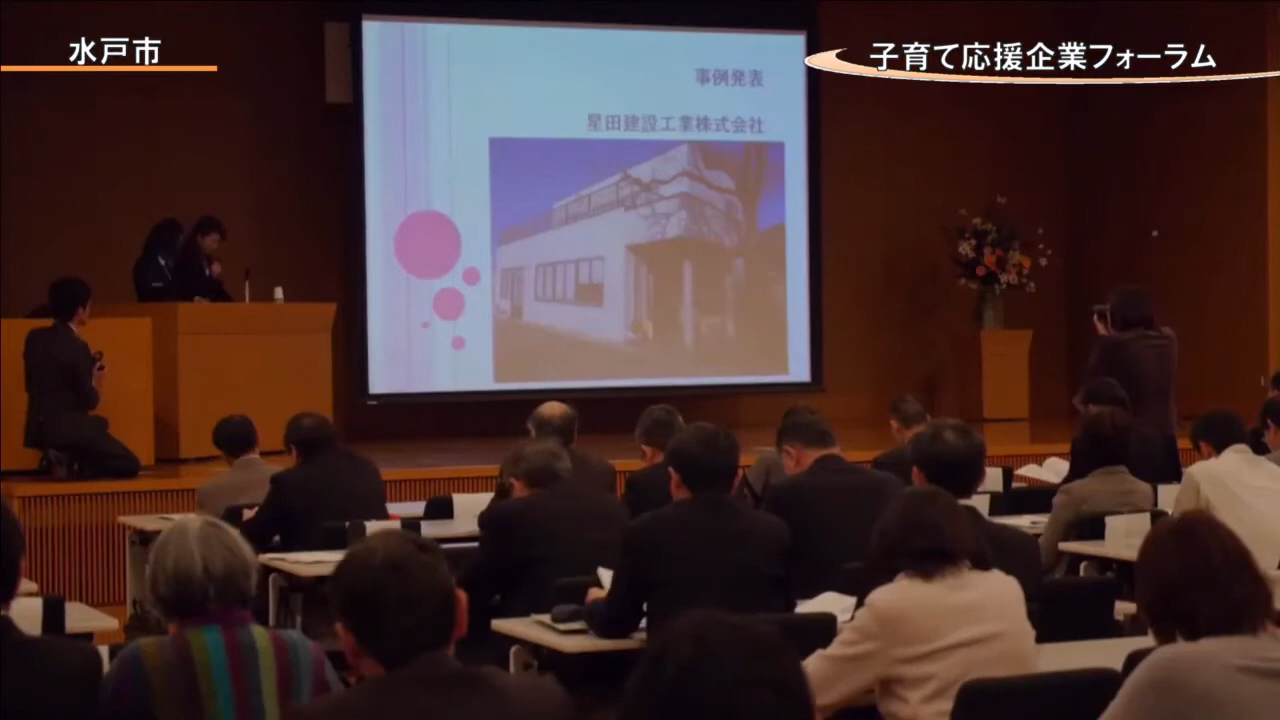 水戸市
子育て応援企業フォーラム
事例発表
星田建設工業株式会社